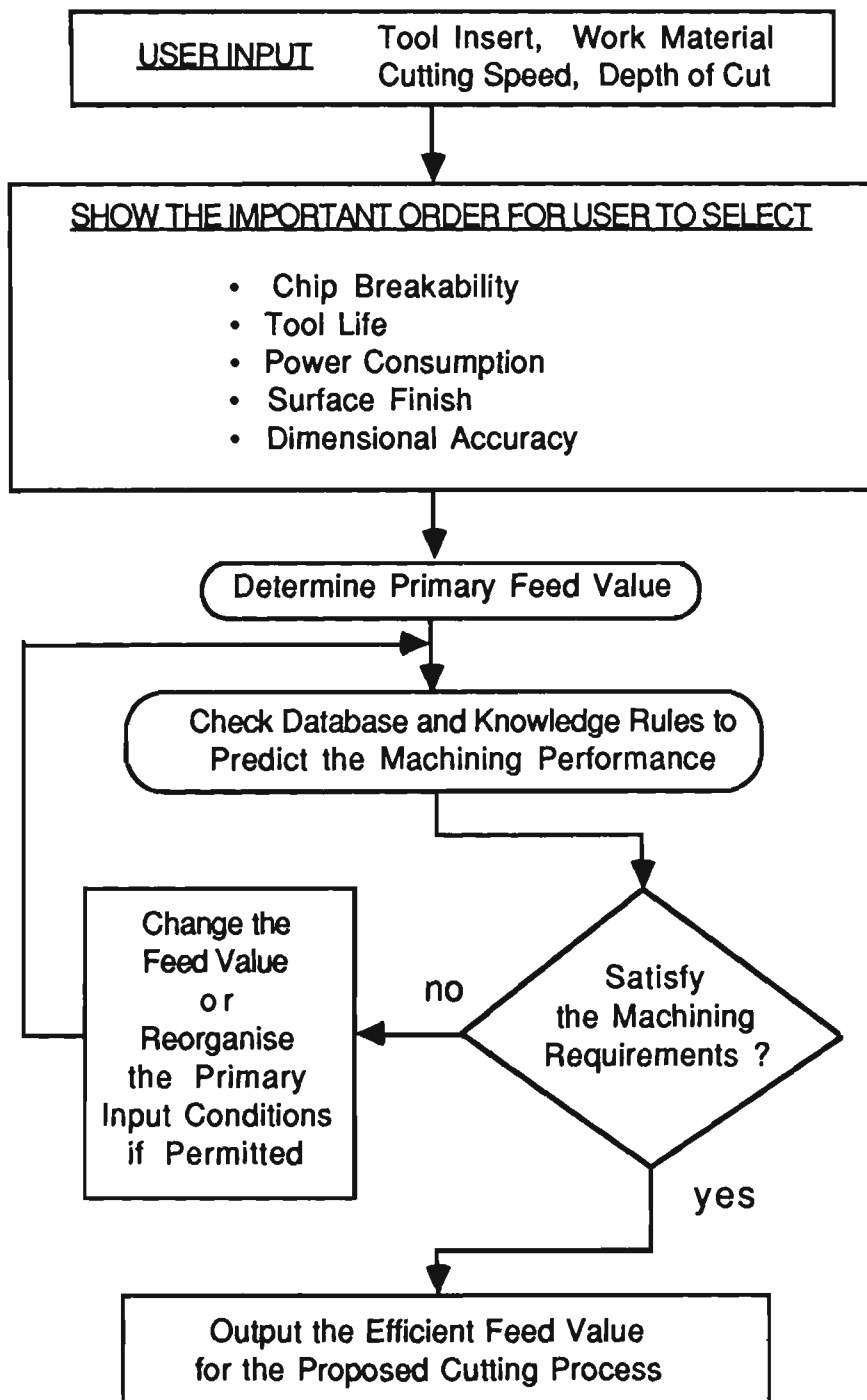 USER INPUT Tool Insert, Work Material
Cutting Speed, Depth of Cut
SHOW THE IMPORTANT ORDER FOR USER TO SELECT
• Chip Breakability
• Tool Life
• Power Consumption
• Surface Finish
• Dimensional Accuracy
Determine Primary Feed Value
Check Database and Knowledge Rules to
Predict the Machining Performance
Change the
Feed Value
or
Reorganise
the Primary
Input Conditions
if Permitted
no
Satisfy
the Machining
Requirements ?
yes
Output the Efficient Feed Value
for the Proposed Cutting Process